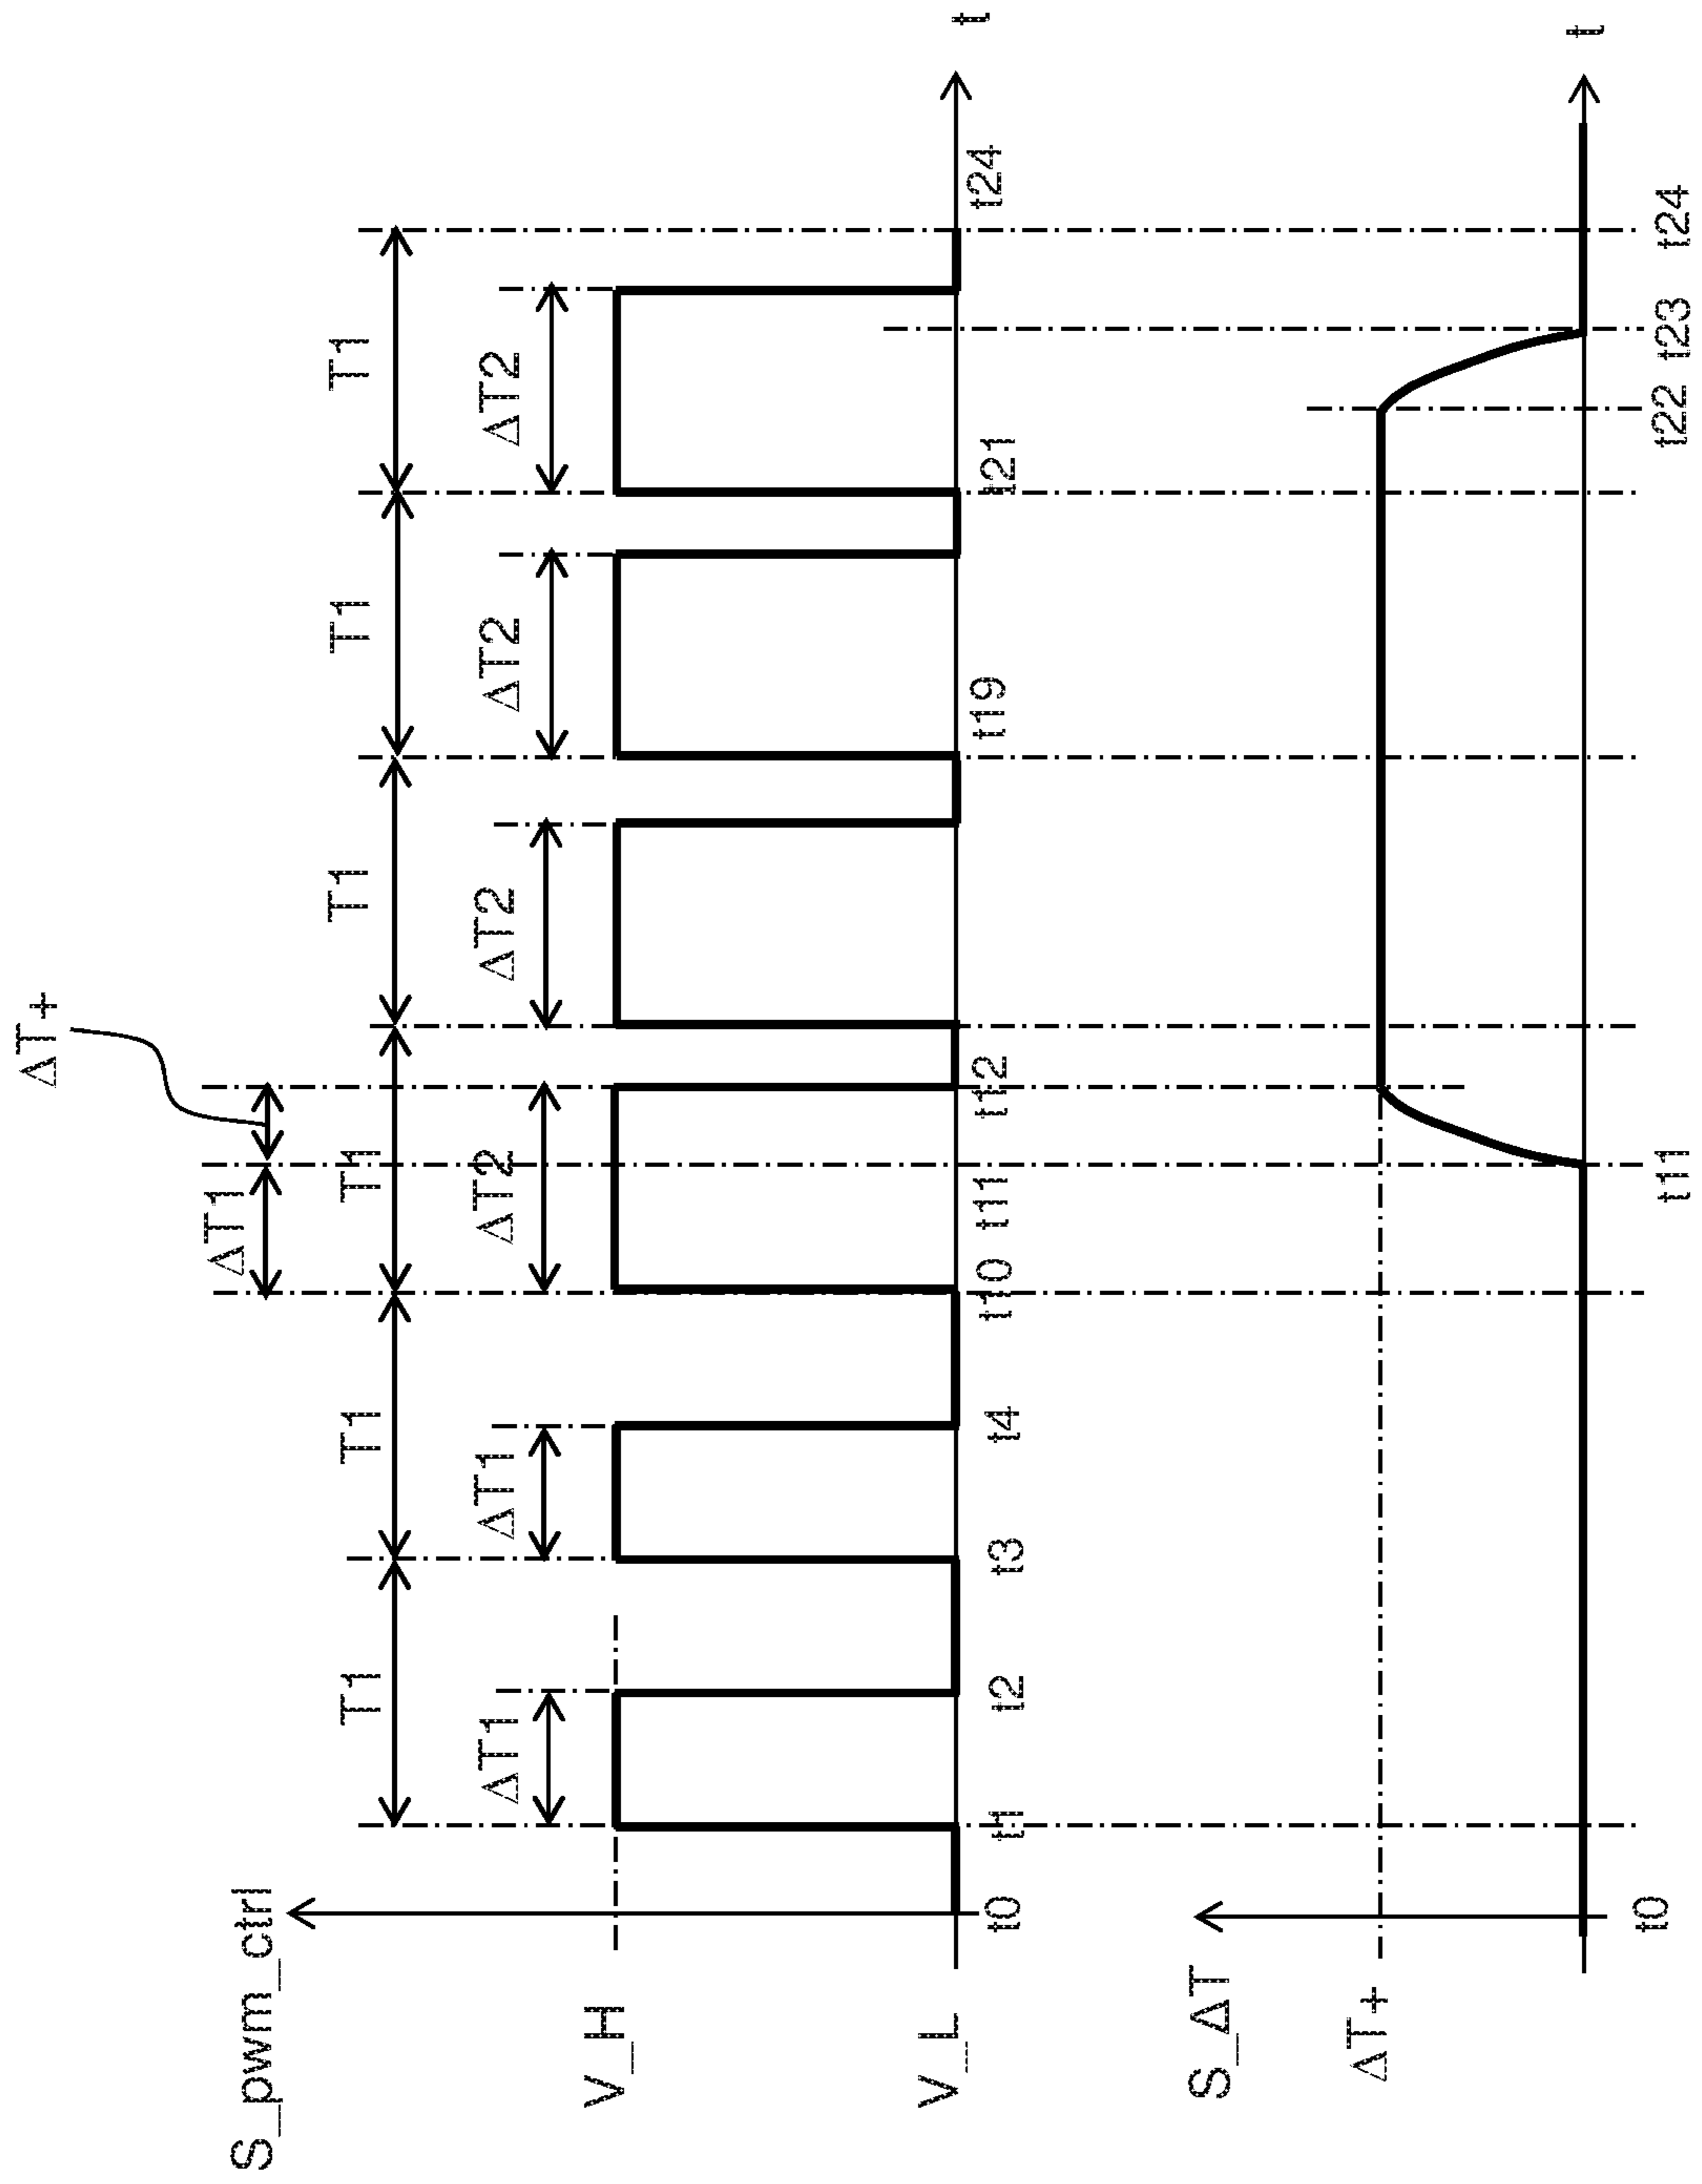 ΔT+
ΔT1
S_pwm_ctrl
T1
T1
T1
T1
T1
T1
ΔT1
ΔT1
ΔT2
ΔT2
ΔT2
ΔT2
V_H
V_L
t
t0
t1
t2
t3
t4
t10
t11
t12
t19
t21
t24
S_ΔT
ΔT+
t
t0
t11
t22
t23
t24